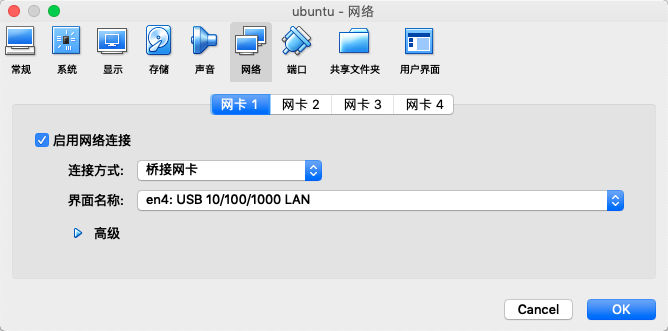 ubuntu - 网络
常规 系统 显示 存储 声音 网络 端口 共享文件夹 用户界面
网卡 1 网卡 2 网卡 3 网卡 4
启用网络连接
连接方式: 桥接网卡
界面名称: en4: USB 10/100/1000 LAN
高级
Cancel OK